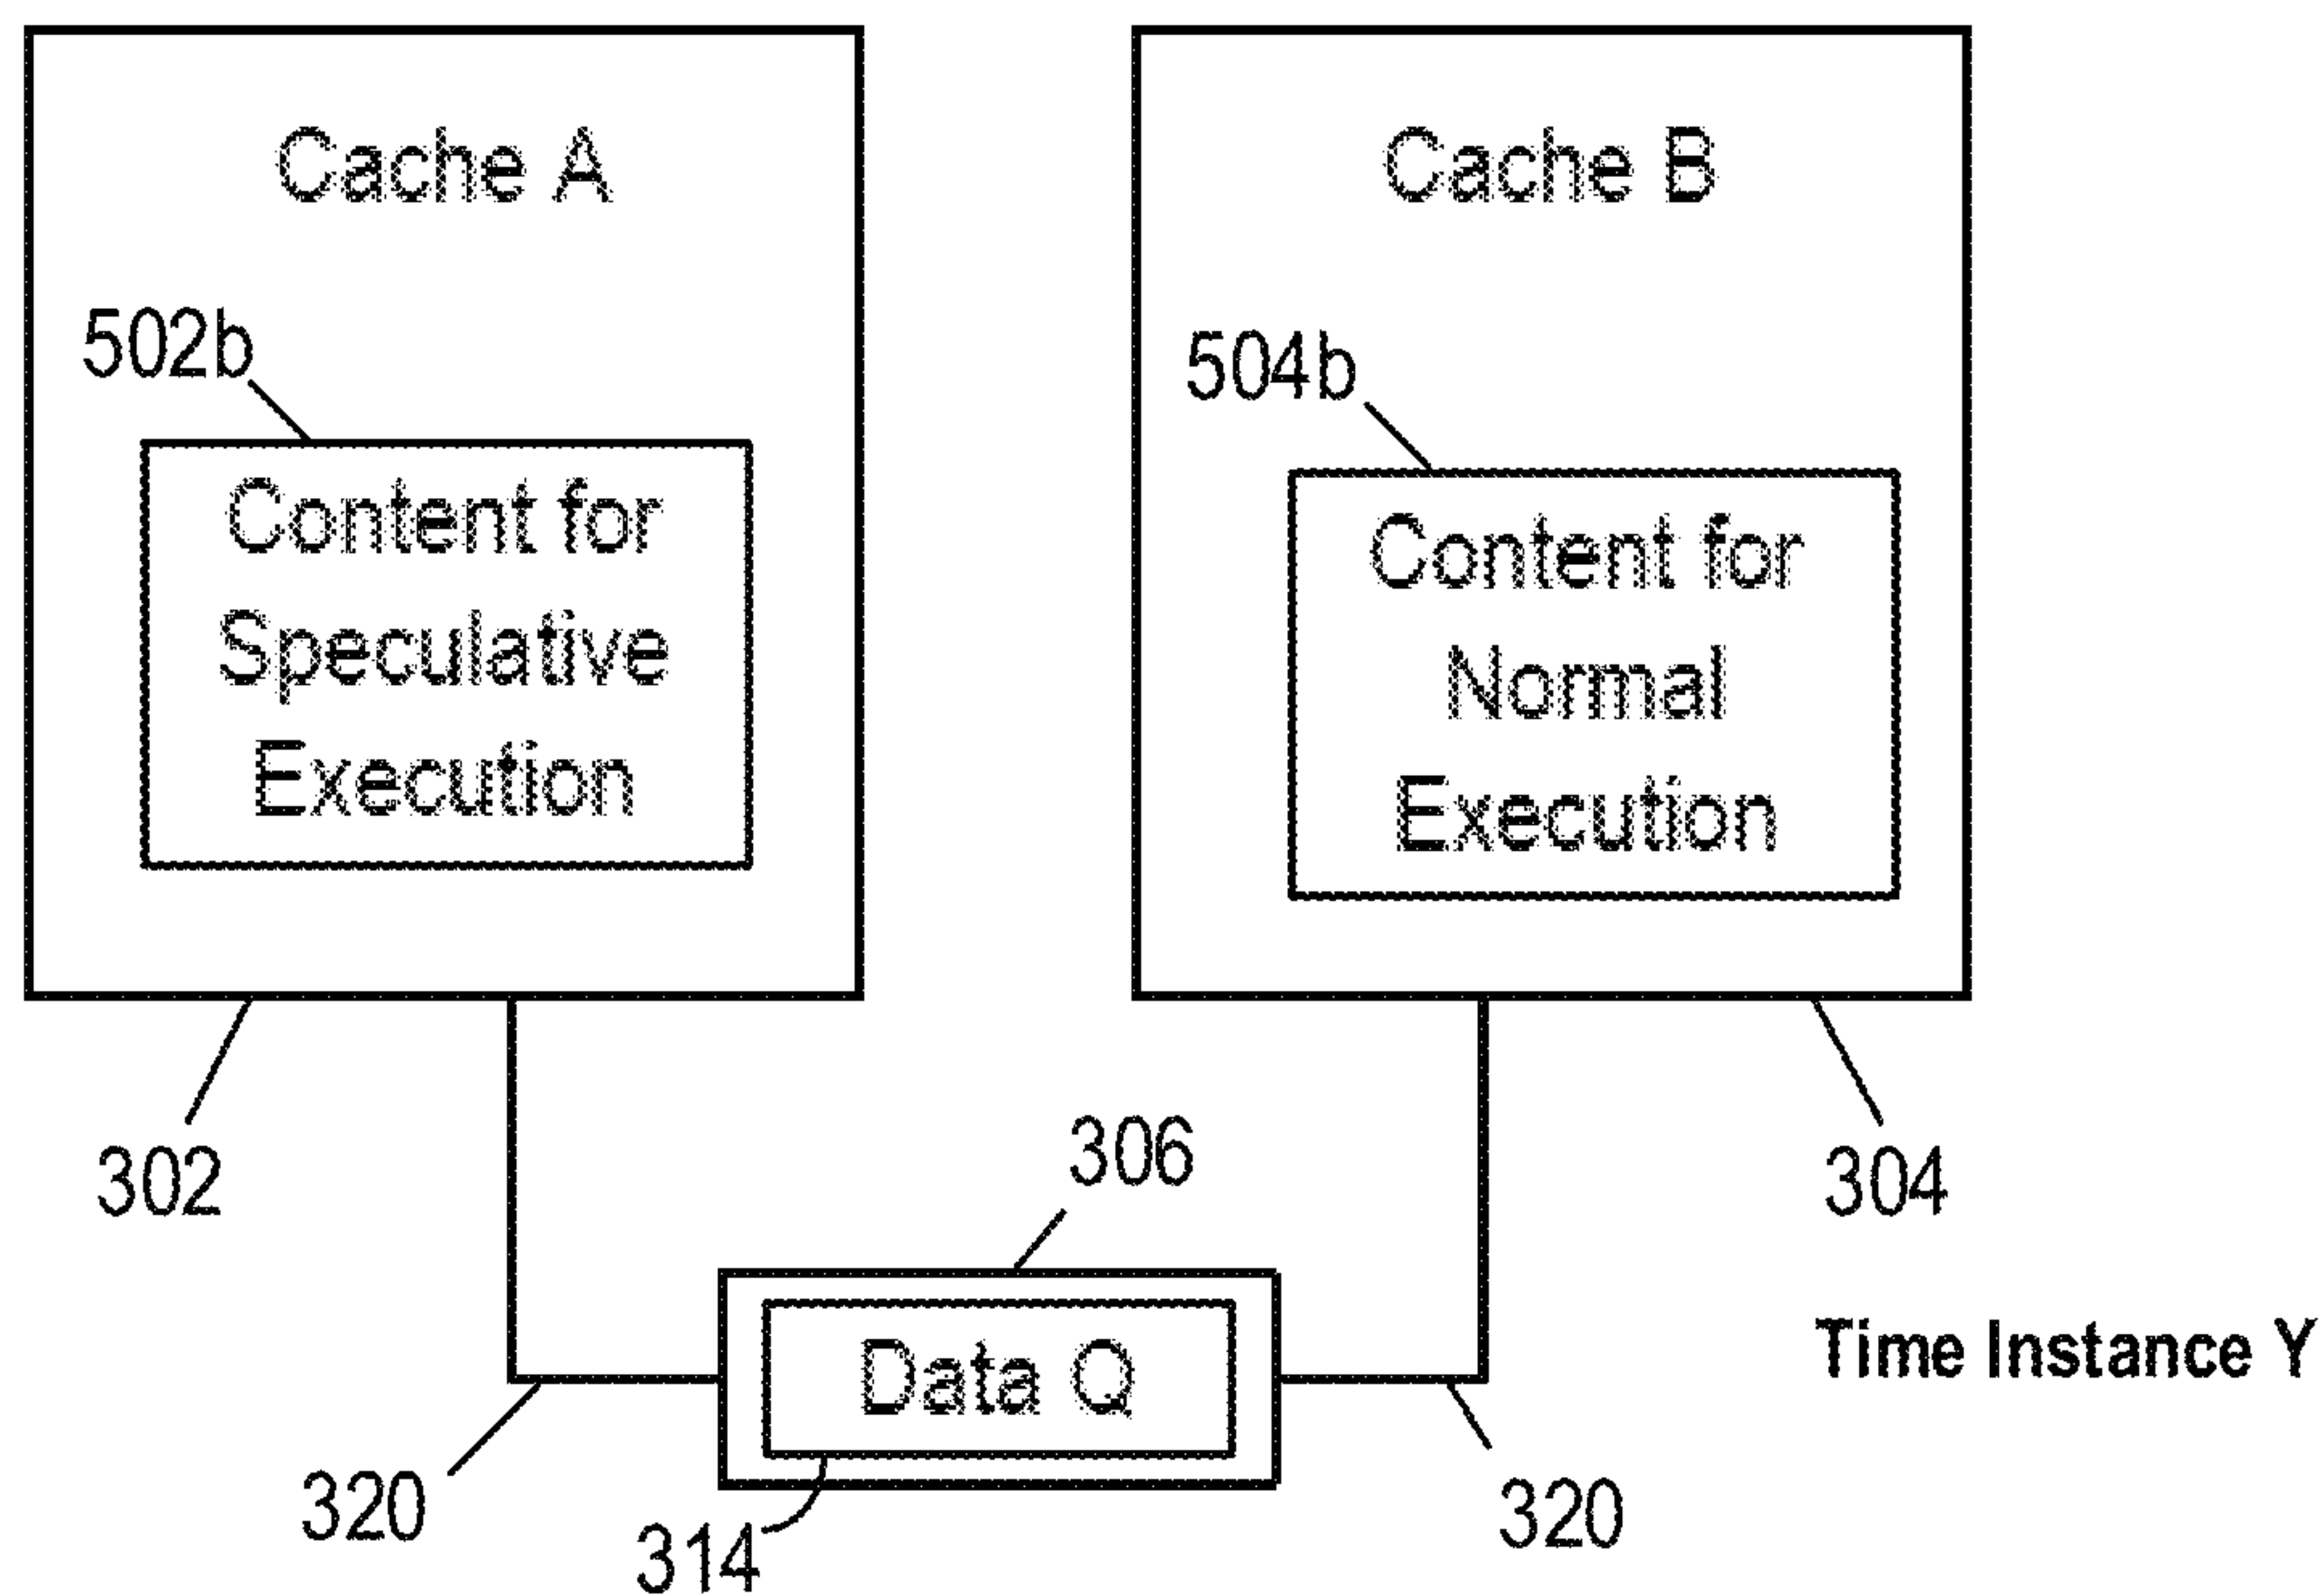 Cache A
Cache B
502b
504b
Content for
Speculative
Execution
Content for
Normal
Execution
302
306
304
Data Q
Time Instance Y
320
314
320